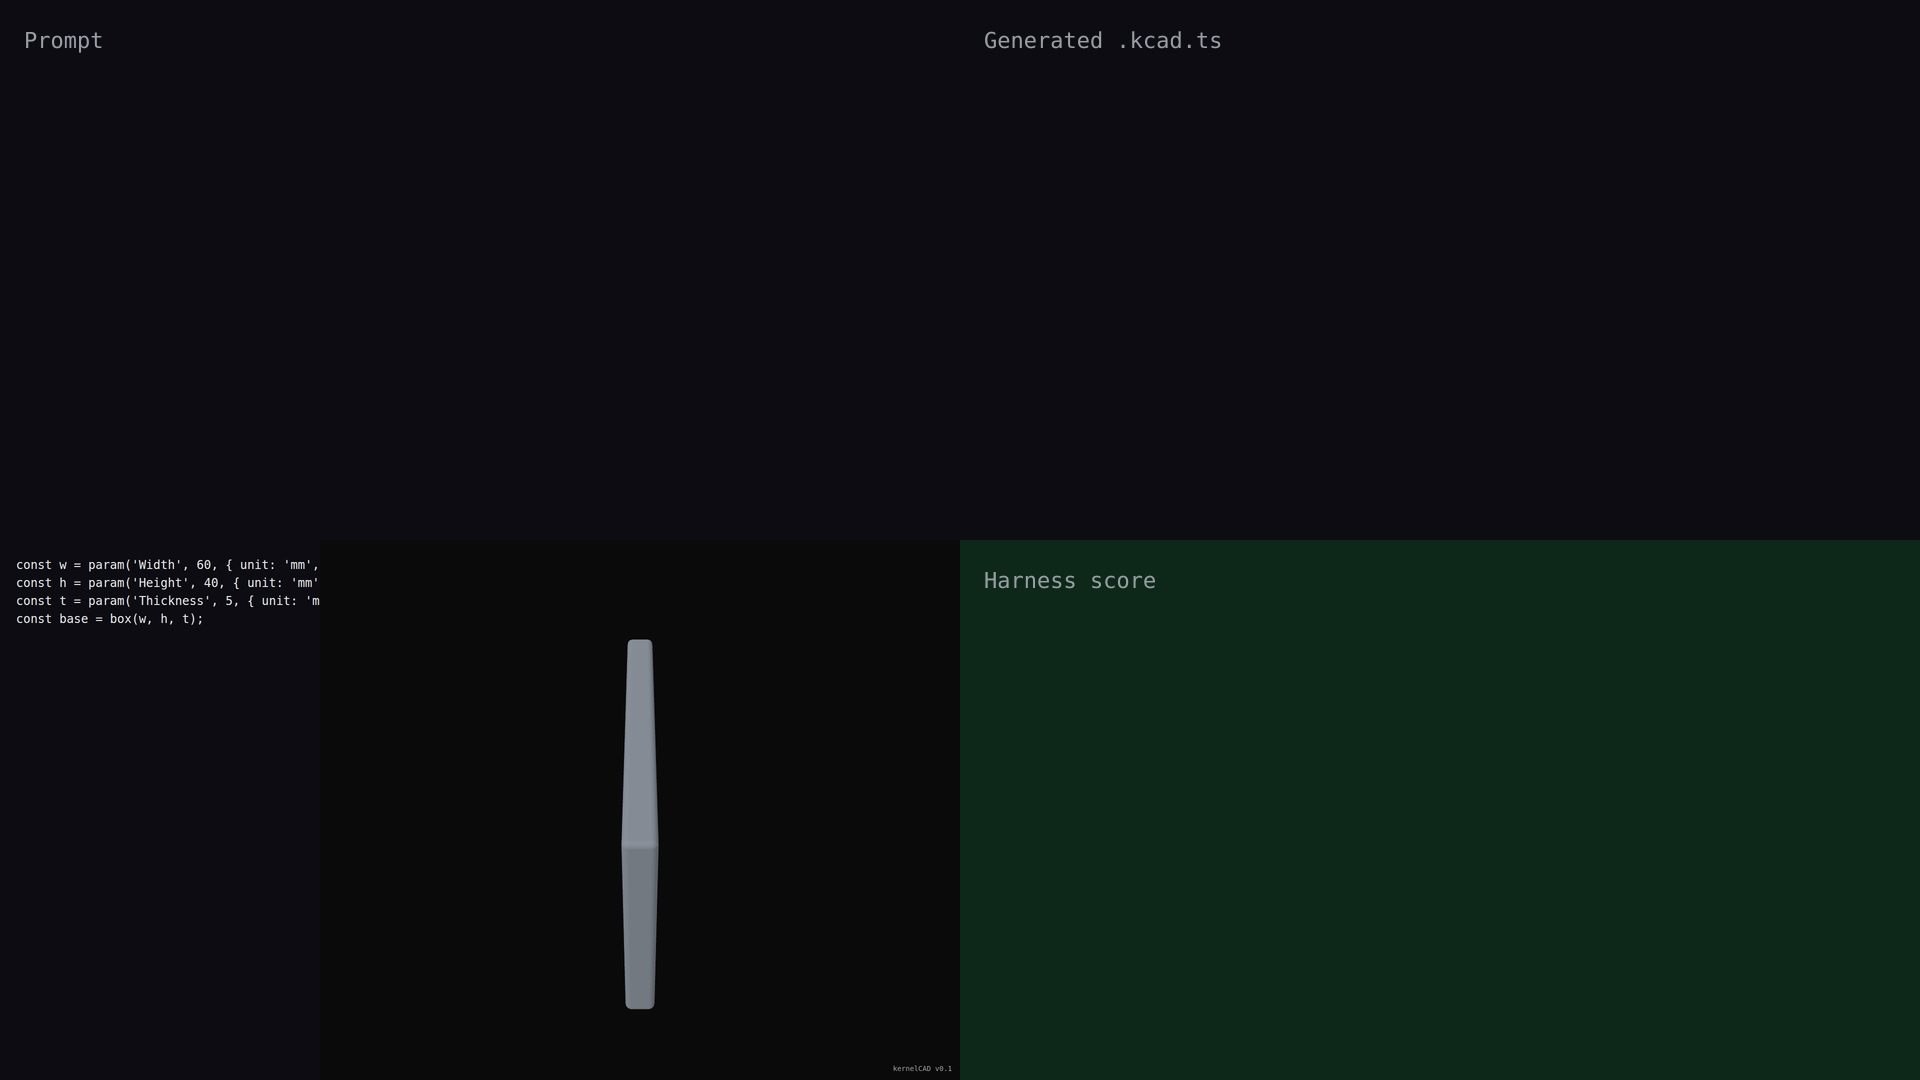 Prompt
Generated .kcad.ts
const w = param('Width', 60, { unit: 'mm',
const h = param('Height', 40, { unit: 'mm'
const t = param('Thickness', 5, { unit: 'm
const base = box(w, h, t);
Harness score
kernelCAD v0.1